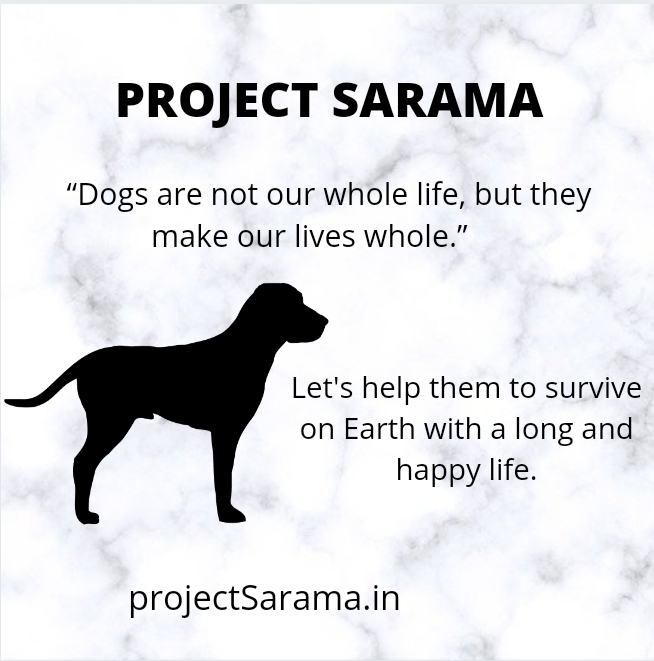 PROJECT SARAMA
“Dogs are not our whole life, but they
make our lives whole.”
Let's help them to survive
on Earth with a long and
happy life.
projectSarama.in